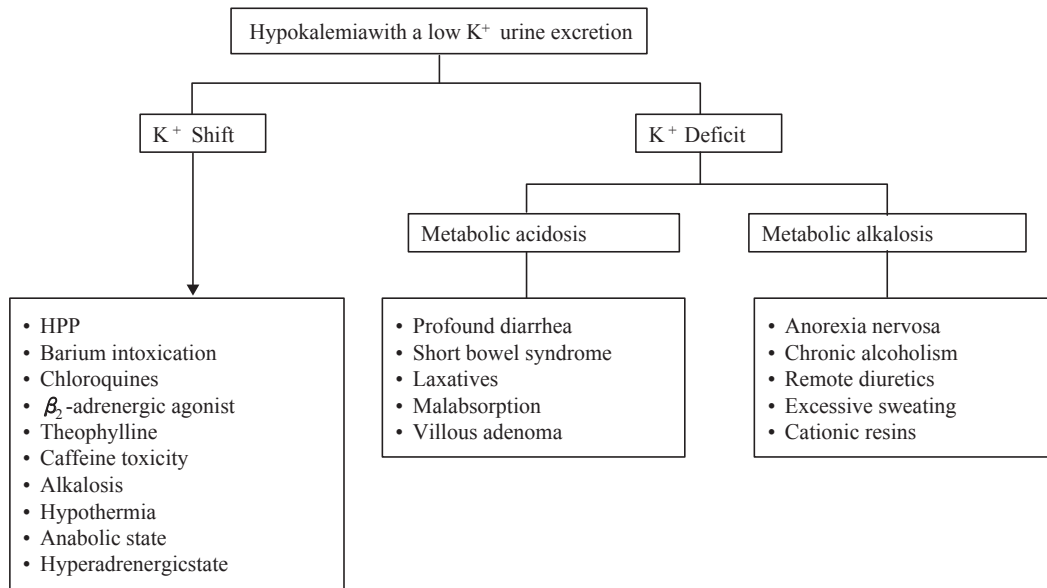 Hypokalemiawith a low K⁺ urine excretion
K⁺ Shift
K⁺ Deficit
Metabolic acidosis
Metabolic alkalosis
• HPP
• Barium intoxication
• Chloroquines
• β₂-adrenergic agonist
• Theophylline
• Caffeine toxicity
• Alkalosis
• Hypothermia
• Anabolic state
• Hyperadrenergicstate
• Profound diarrhea
• Short bowel syndrome
• Laxatives
• Malabsorption
• Villous adenoma
• Anorexia nervosa
• Chronic alcoholism
• Remote diuretics
• Excessive sweating
• Cationic resins